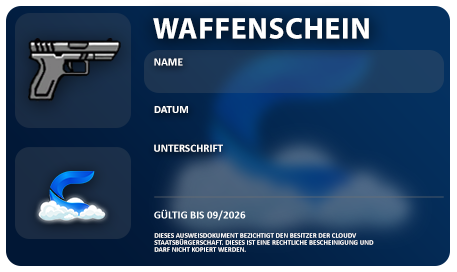 WAFFENSCHEIN
NAME
DATUM
UNTERSCHRIFT
GÜLTIG BIS 09/2026
DIESES AUSWEISDOKUMENT BEZICHTIGT DEN BESITZER DER CLOUDV
STAATSBÜRGERSCHAFT. DIESES IST EINE RECHTLICHE BESCHEINIGUNG UND
DARF NICHT KOPIERT WERDEN.